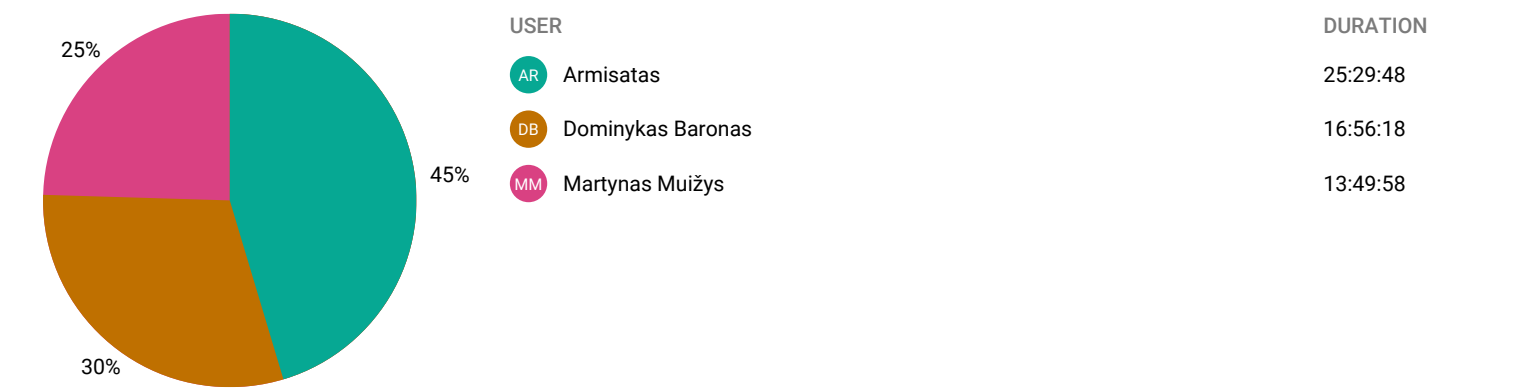 25%
45%
30%
USER DURATION
AR Armisatas 25:29:48
DB Dominykas Baronas 16:56:18
MM Martynas Muižys 13:49:58